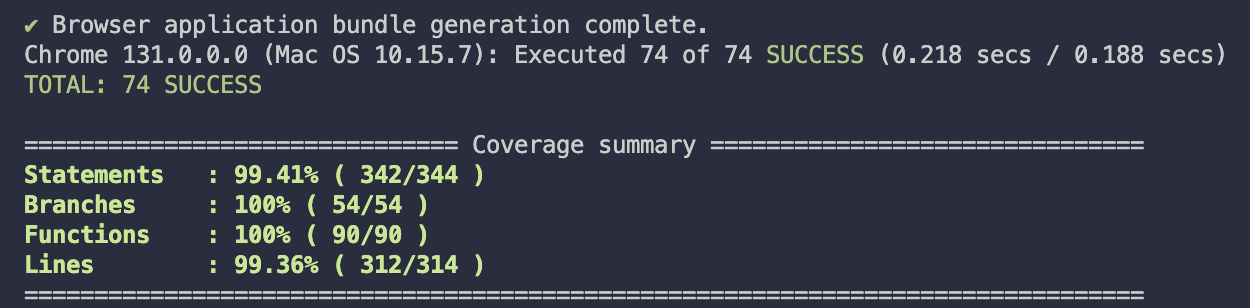 ✔ Browser application bundle generation complete.
Chrome 131.0.0.0 (Mac OS 10.15.7): Executed 74 of 74 SUCCESS (0.218 secs / 0.188 secs)
TOTAL: 74 SUCCESS
=============================== Coverage summary ===============================
Statements   : 99.41% ( 342/344 )
Branches     : 100% ( 54/54 )
Functions    : 100% ( 90/90 )
Lines        : 99.36% ( 312/314 )
================================================================================